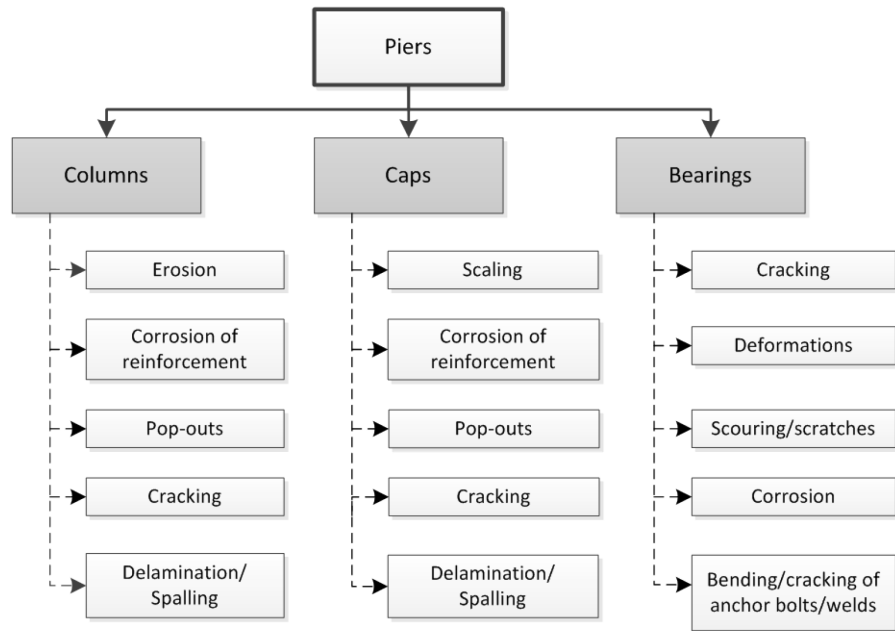 Piers
Columns
Caps
Bearings
Erosion
Corrosion of
reinforcement
Pop-outs
Cracking
Delamination/
Spalling
Scaling
Corrosion of
reinforcement
Pop-outs
Cracking
Delamination/
Spalling
Cracking
Deformations
Scouring/scratches
Corrosion
Bending/cracking of
anchor bolts/welds